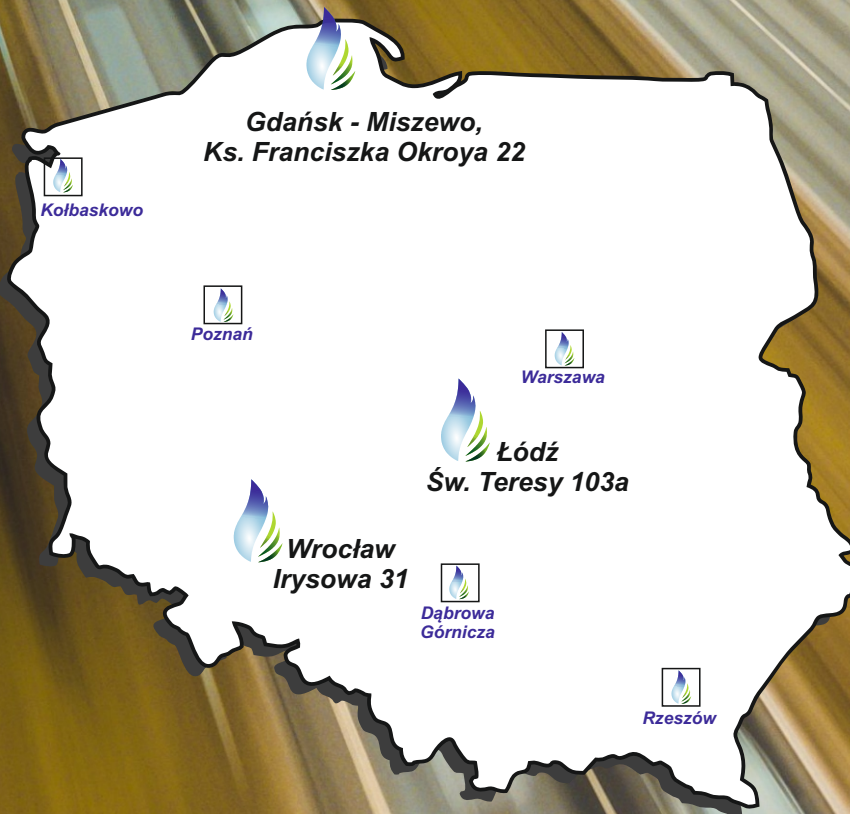 Gdańsk - Miszewo,
Ks. Franciszka Okroya 22
Kołbaskowo
Poznań
Warszawa
Łódź
Św. Teresy 103a
Wrocław
Irysowa 31
Dąbrowa
Górnicza
Rzeszów